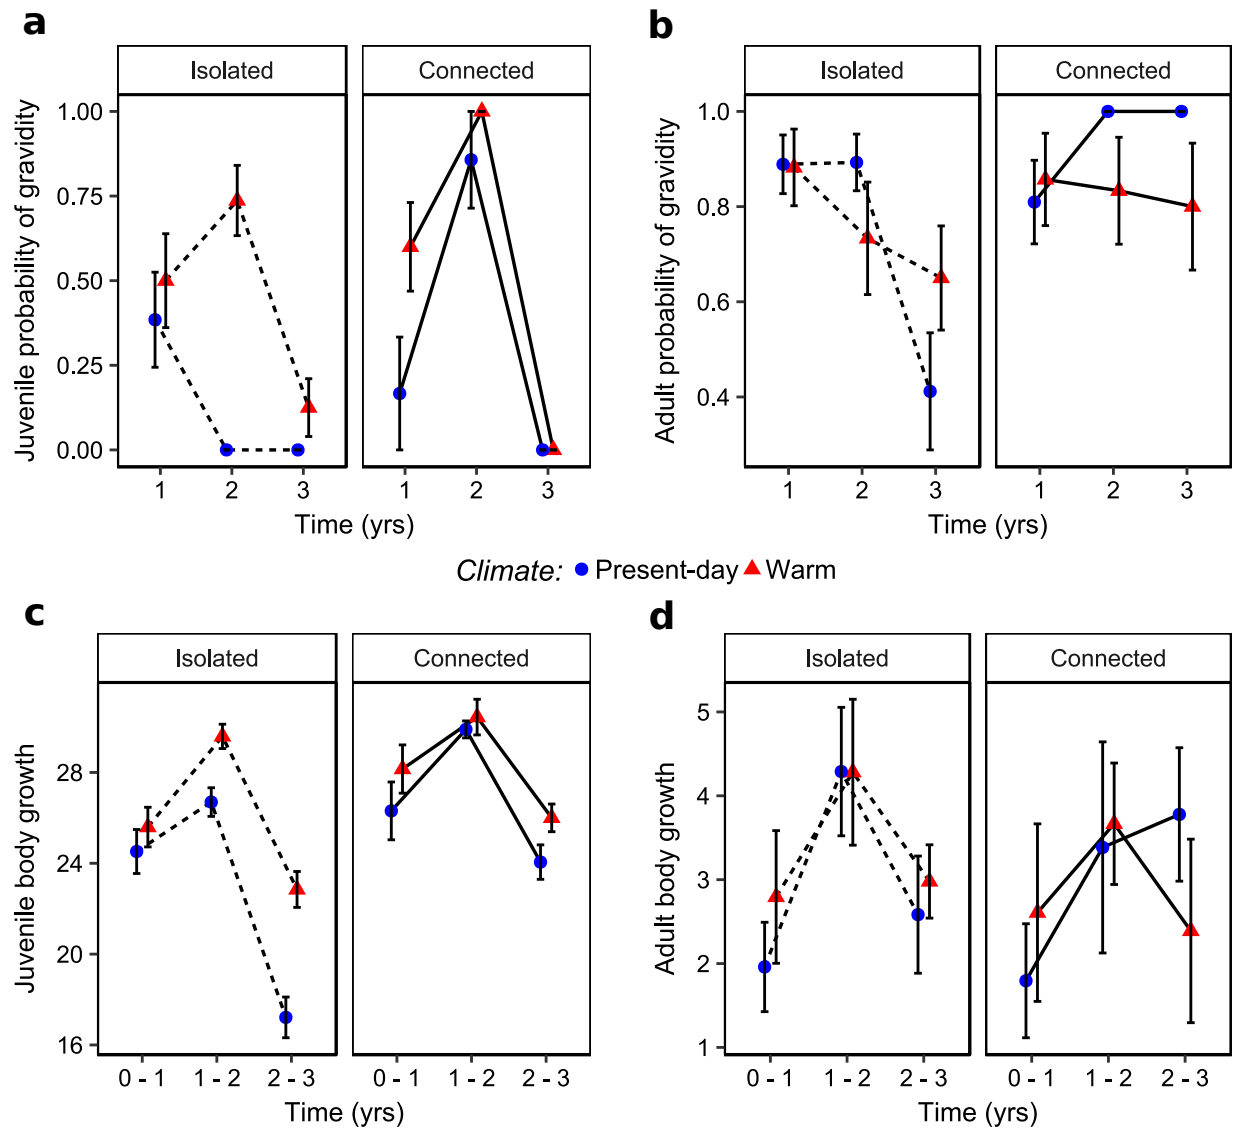 a
b
Isolated
Connected
Isolated
Connected
Juvenile probability of gravidity
1.00
0.75
0.50
0.25
0.00
1 2 3
1 2 3
Time (yrs)
Adult probability of gravidity
1.0
0.8
0.6
0.4
1 2 3
1 2 3
Time (yrs)
Climate: Present-day Warm
c
d
Isolated
Connected
Isolated
Connected
Juvenile body growth
28
24
20
16
0 - 1 1 - 2 2 - 3
0 - 1 1 - 2 2 - 3
Time (yrs)
Adult body growth
5
4
3
2
1
0 - 1 1 - 2 2 - 3
0 - 1 1 - 2 2 - 3
Time (yrs)